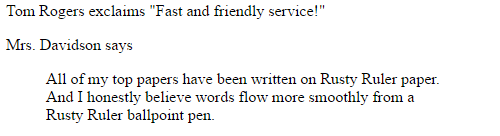 Tom Rogers exclaims "Fast and friendly service!"
Mrs. Davidson says
All of my top papers have been written on Rusty Ruler paper.
And I honestly believe words flow more smoothly from a
Rusty Ruler ballpoint pen.